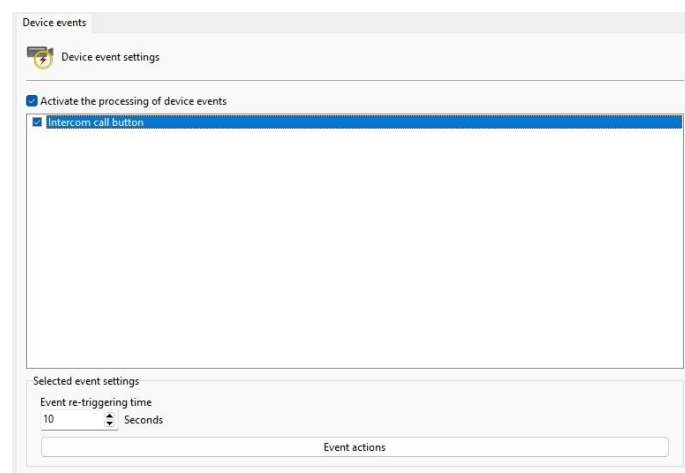 Device events
Device event settings
Activate the processing of device events
Intercom call button
Selected event settings
Event re-triggering time
10 Seconds
Event actions